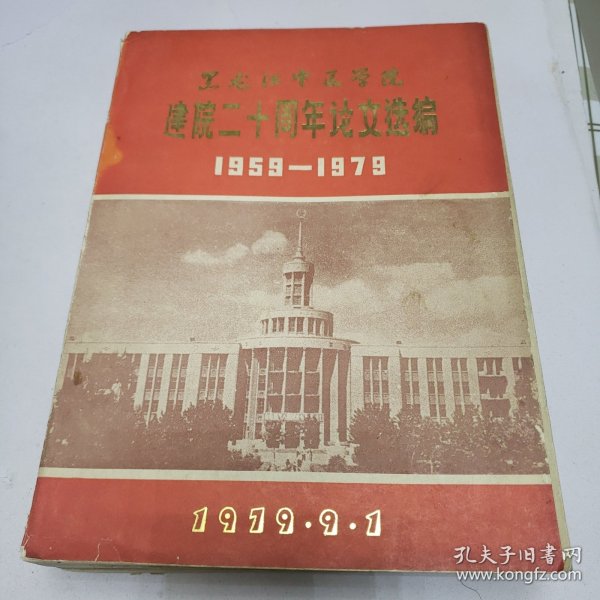 黑龙江中医学院
建院二十周年论文选编
1959—1979
1979·9·1
孔夫子旧书网
www.kongfz.com